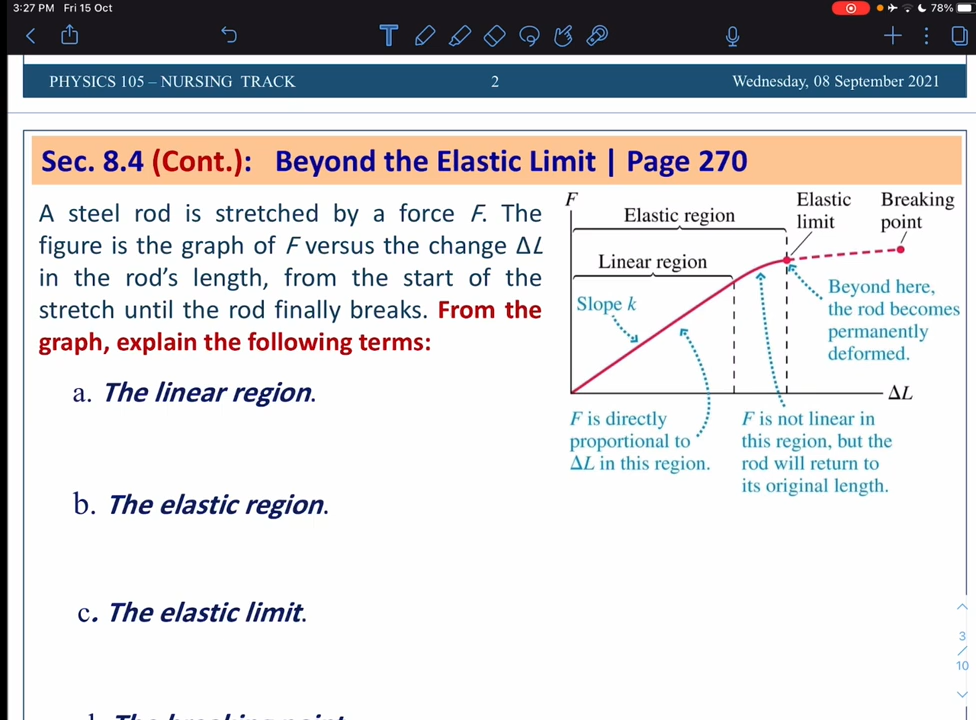 3:27 PM Fri 15 Oct
78%
T
PHYSICS 105 – NURSING TRACK 2 Wednesday, 08 September 2021
Sec. 8.4 (Cont.): Beyond the Elastic Limit | Page 270
A steel rod is stretched by a force F. The
figure is the graph of F versus the change ΔL
in the rod's length, from the start of the
stretch until the rod finally breaks. From the
graph, explain the following terms:
a. The linear region.
b. The elastic region.
c. The elastic limit.
F
Elastic region
Elastic
limit
Breaking
point
Linear region
Slope k
Beyond here,
the rod becomes
permanently
deformed.
ΔL
F is directly
proportional to
ΔL in this region.
F is not linear in
this region, but the
rod will return to
its original length.
3
/
10